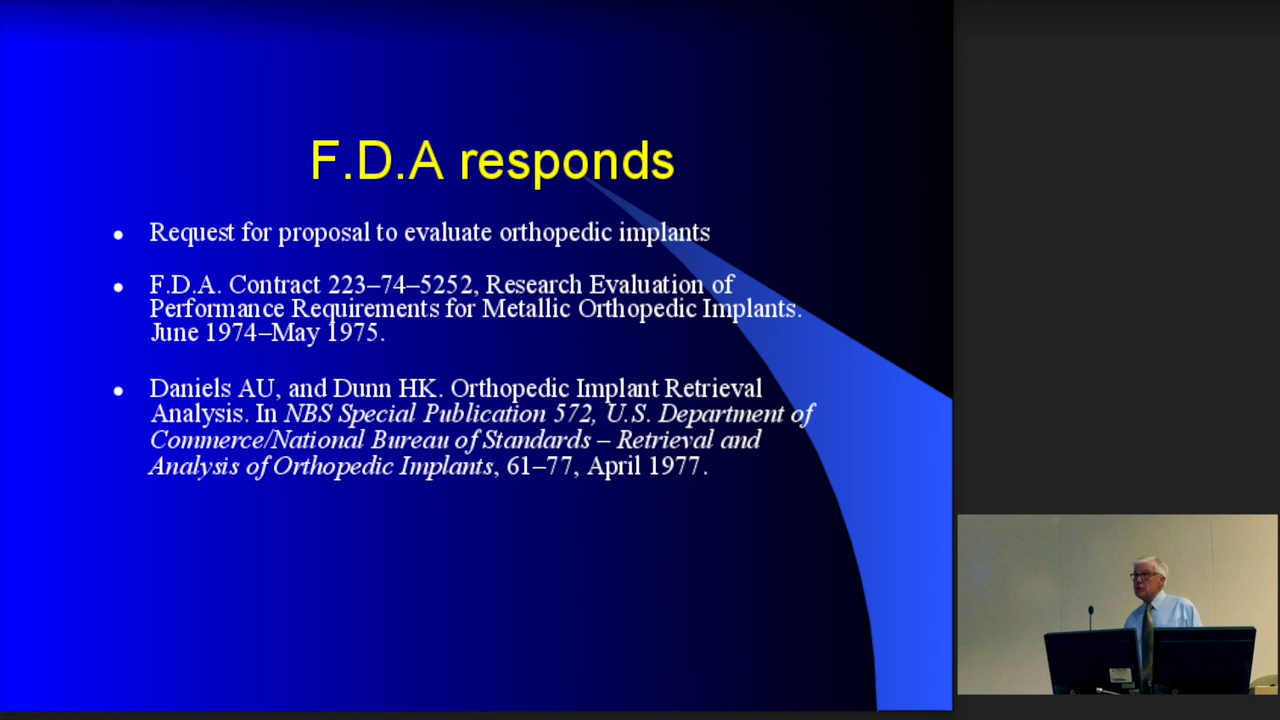 F.D.A responds
• Request for proposal to evaluate orthopedic implants
• F.D.A. Contract 223–74–5252, Research Evaluation of
Performance Requirements for Metallic Orthopedic Implants.
June 1974–May 1975.
• Daniels AU, and Dunn HK. Orthopedic Implant Retrieval
Analysis. In NBS Special Publication 572, U.S. Department of
Commerce/National Bureau of Standards – Retrieval and
Analysis of Orthopedic Implants, 61–77, April 1977.